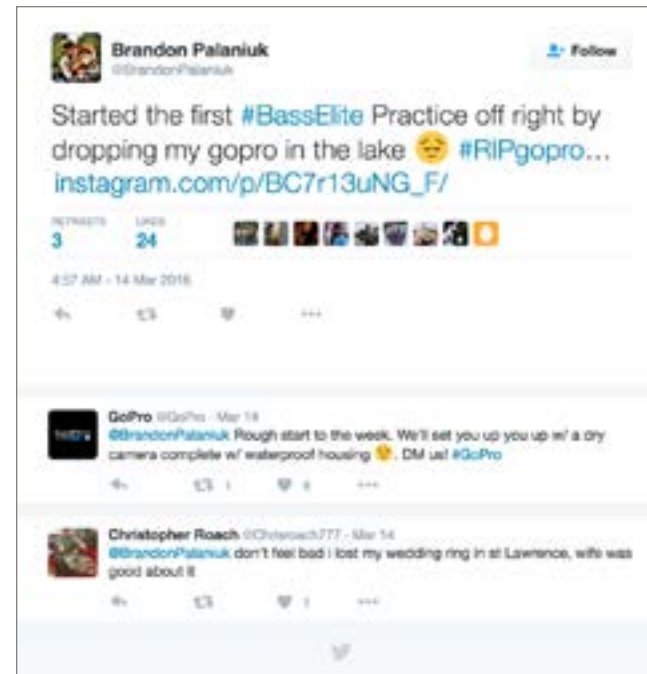 Brandon Palaniuk
@BrandonPalaniuk
Follow
Started the first #BassElite Practice off right by
dropping my gopro in the lake 😔 #RIPgopro...
instagram.com/p/BC7r13uNG_F/
RETWEETS LIKES
3 24
4:57 AM - 14 Mar 2016
GoPro @GoPro · Mar 14
@BrandonPalaniuk Rough start to the week. We'll set you up you up w/ a dry
camera complete w/ waterproof housing 😉. DM us! #GoPro
1 6
Christopher Roach @Chrisroach777 · Mar 14
@BrandonPalaniuk don't feel bad i lost my wedding ring in st Lawrence, wife was
good about it
1